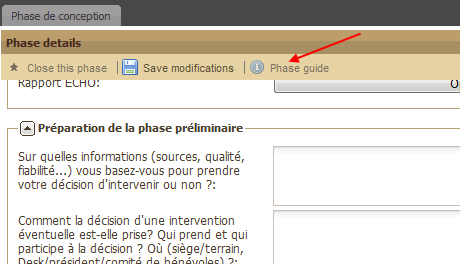 Phase de conception
Phase details
Close this phase | Save modifications | Phase guide
Rapport ECHO: O
Préparation de la phase préliminaire
Sur quelles informations (sources, qualité,
fiabilité...) vous basez-vous pour prendre
votre décision d'intervenir ou non ?:
Comment la décision d'une intervention
éventuelle est-elle prise? Qui prend et qui
participe à la décision ? Où (siège/terrain,
Desk/président/comité de bénévoles) ?: